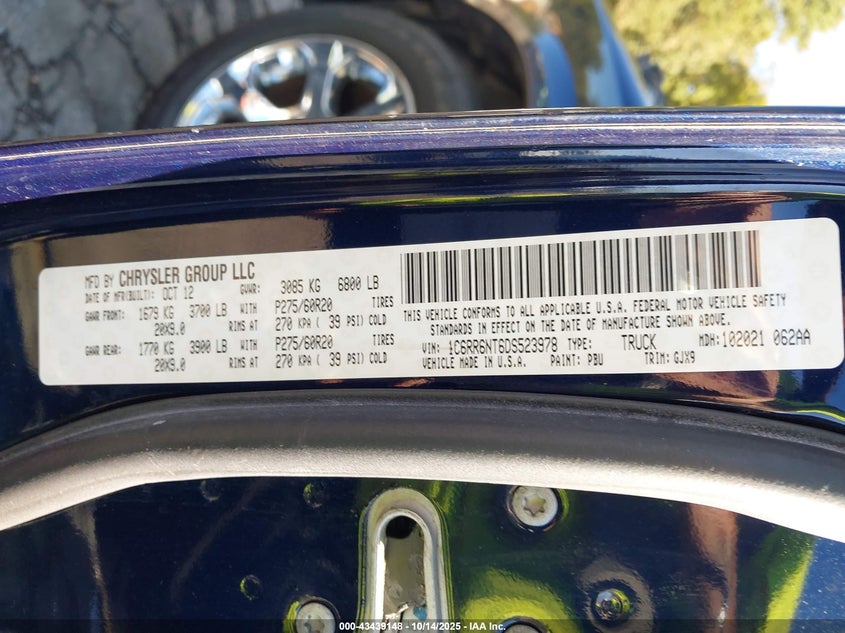 MFD BY CHRYSLER GROUP LLC
DATE OF MFR(BUILT): OCT 12 GVWR: 3085 KG 6800 LB
GAWR FRONT: 1679 KG 3700 LB WITH P275/60R20 TIRES
20X9.0 RIMS AT 270 KPA ( 39 PSI) COLD
GAWR REAR: 1770 KG 3900 LB WITH P275/60R20 TIRES
20X9.0 RIMS AT 270 KPA ( 39 PSI) COLD
THIS VEHICLE CONFORMS TO ALL APPLICABLE U.S.A. FEDERAL MOTOR VEHICLE SAFETY
STANDARDS IN EFFECT ON THE DATE OF MANUFACTURE SHOWN ABOVE.
VIN: 1C6RR6NT6DS523978 TYPE: TRUCK MDH: 102021 062AA
VEHICLE MADE IN U.S.A. PAINT: PBU TRIM: GJX9
000-43439148 - 10/14/2025 - IAA Inc.